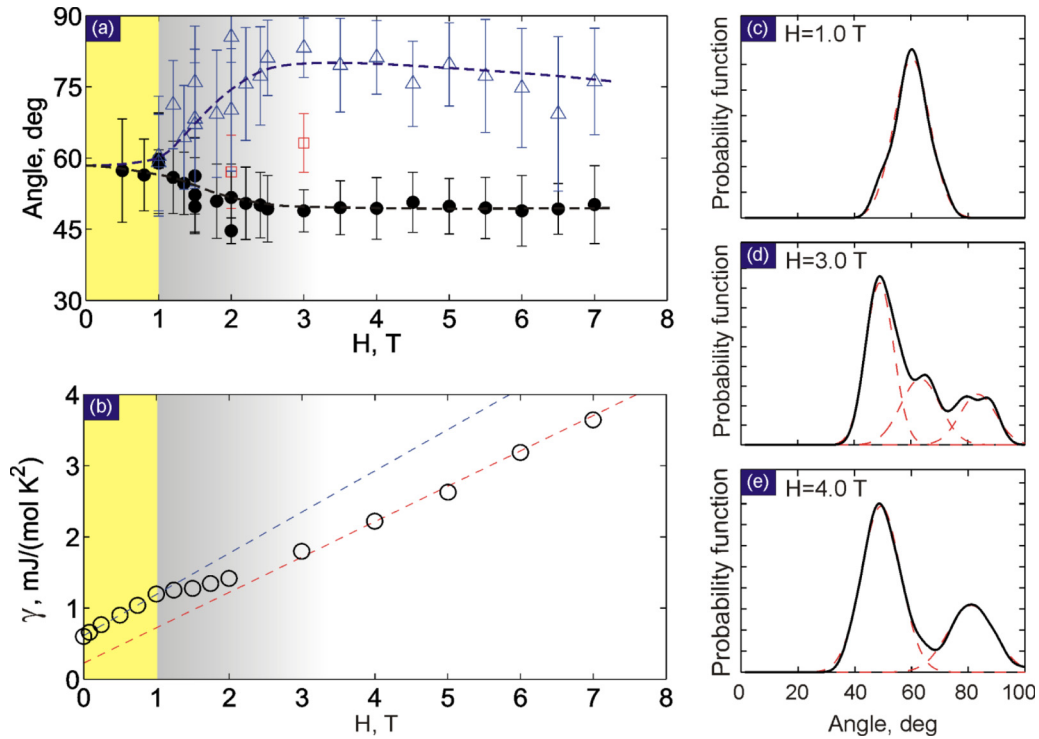 (a)
90
75
60
45
30
Angle, deg
0 1 2 3 4 5 6 7 8
H, T
(b)
4
3
2
1
0
γ, mJ/(mol K²)
0 1 2 3 4 5 6 7 8
H, T
(c) H=1.0 T
Probability function
(d) H=3.0 T
Probability function
(e) H=4.0 T
Probability function
0 20 40 60 80 100
Angle, deg